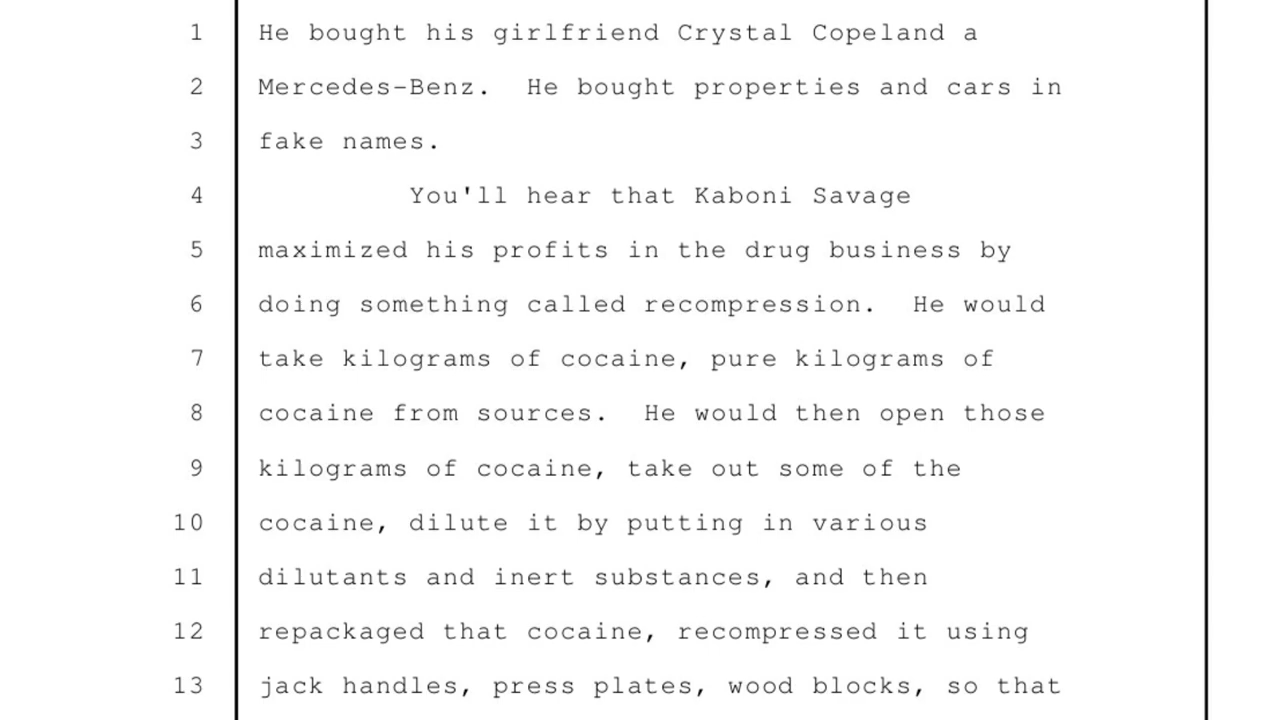 1 He bought his girlfriend Crystal Copeland a
2 Mercedes-Benz.  He bought properties and cars in
3 fake names.
4 You'll hear that Kaboni Savage
5 maximized his profits in the drug business by
6 doing something called recompression.  He would
7 take kilograms of cocaine, pure kilograms of
8 cocaine from sources.  He would then open those
9 kilograms of cocaine, take out some of the
10 cocaine, dilute it by putting in various
11 dilutants and inert substances, and then
12 repackaged that cocaine, recompressed it using
13 jack handles, press plates, wood blocks, so that